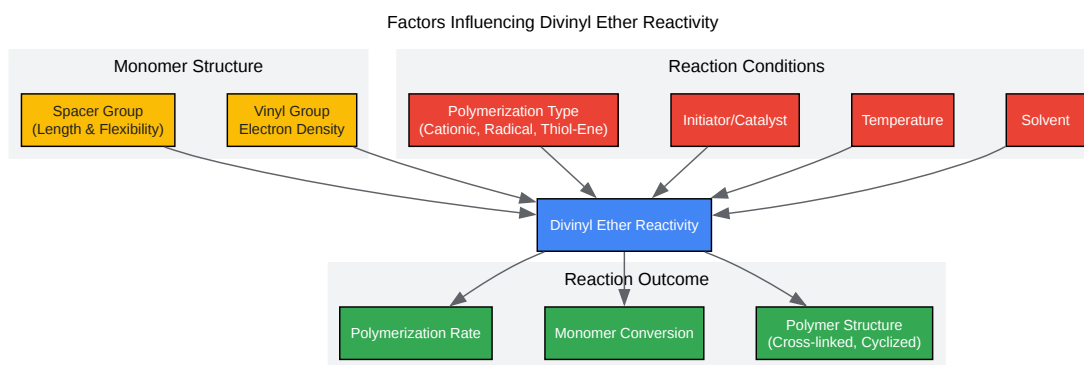 Factors Influencing Divinyl Ether Reactivity
Monomer Structure
Reaction Conditions
Spacer Group
(Length & Flexibility)
Vinyl Group
Electron Density
Polymerization Type
(Cationic, Radical, Thiol-Ene)
Initiator/Catalyst
Temperature
Solvent
Divinyl Ether Reactivity
Reaction Outcome
Polymerization Rate
Monomer Conversion
Polymer Structure
(Cross-linked, Cyclized)